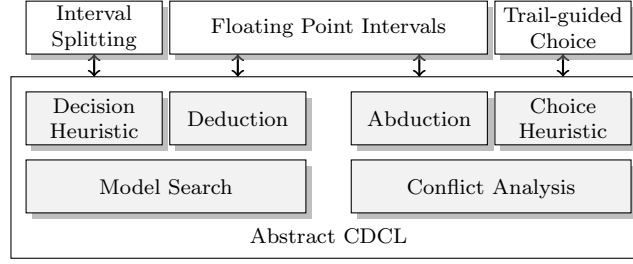 Interval
Splitting
Floating Point Intervals
Trail-guided
Choice
Decision
Heuristic
Deduction
Abduction
Choice
Heuristic
Model Search
Conflict Analysis
Abstract CDCL